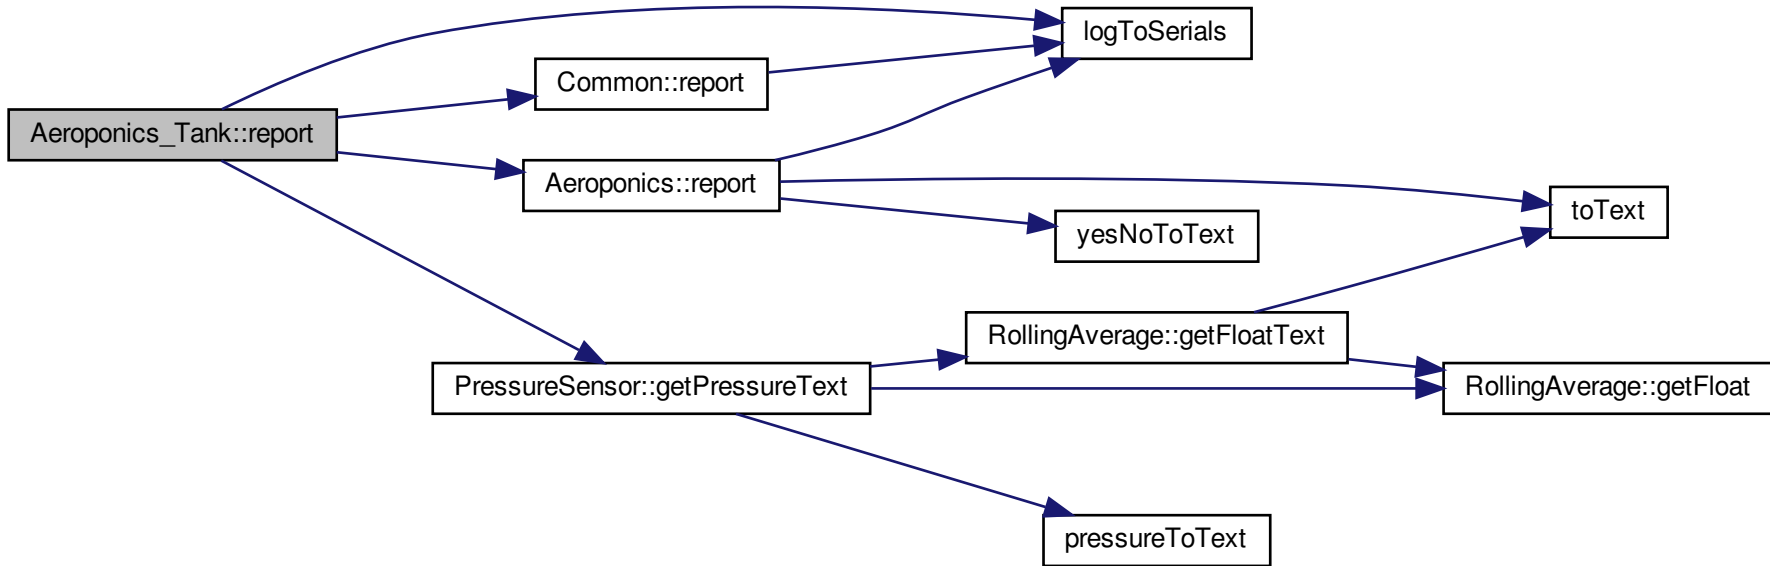 logToSerials
Common::report
Aeroponics_Tank::report
Aeroponics::report
toText
yesNoToText
RollingAverage::getFloatText
PressureSensor::getPressureText
RollingAverage::getFloat
pressureToText